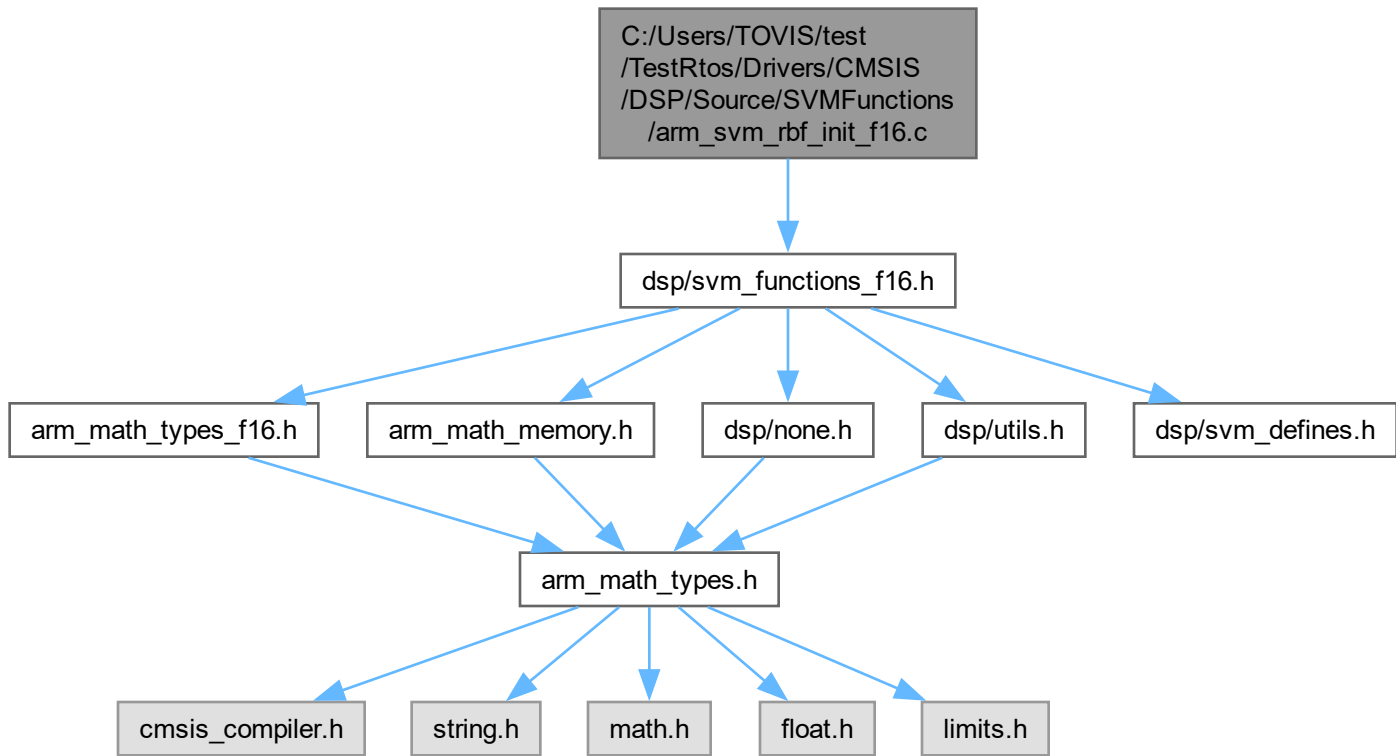 C:/Users/TOVIS/test
/TestRtos/Drivers/CMSIS
/DSP/Source/SVMFunctions
/arm_svm_rbf_init_f16.c
dsp/svm_functions_f16.h
arm_math_types_f16.h
arm_math_memory.h
dsp/none.h
dsp/utils.h
dsp/svm_defines.h
arm_math_types.h
cmsis_compiler.h
string.h
math.h
float.h
limits.h